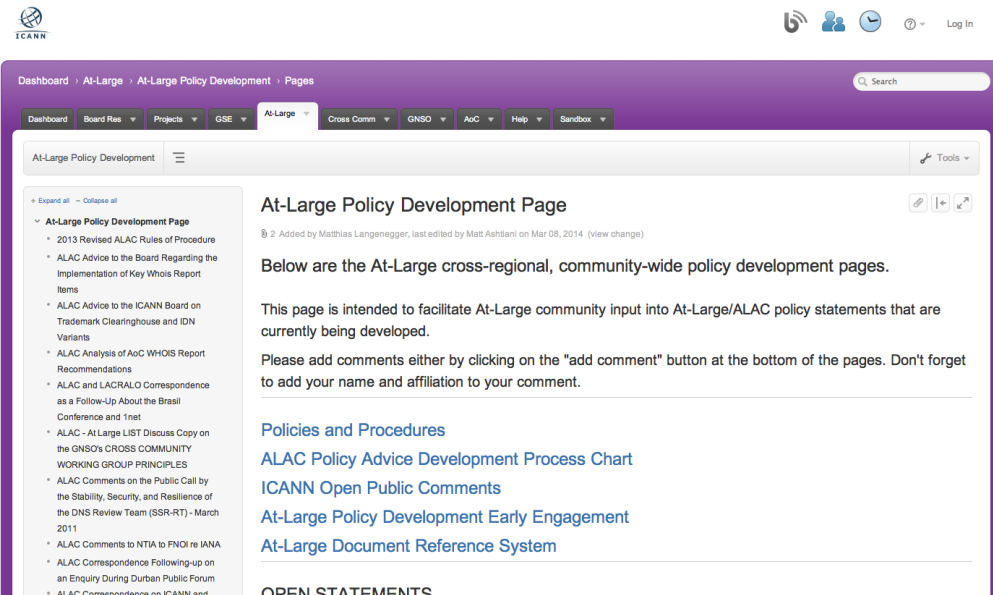 ICANN
Log In
Dashboard › At-Large › At-Large Policy Development › Pages
Search
Dashboard Board Res Projects GSE At-Large Cross Comm GNSO AoC Help Sandbox
At-Large Policy Development
Tools
+ Expand all − Collapse all
At-Large Policy Development Page
2013 Revised ALAC Rules of Procedure
ALAC Advice to the Board Regarding the
Implementation of Key Whois Report
Items
ALAC Advice to the ICANN Board on
Trademark Clearinghouse and IDN
Variants
ALAC Analysis of AoC WHOIS Report
Recommendations
ALAC and LACRALO Correspondence
as a Follow-Up About the Brasil
Conference and 1net
ALAC - At Large LIST Discuss Copy on
the GNSO's CROSS COMMUNITY
WORKING GROUP PRINCIPLES
ALAC Comments on the Public Call by
the Stability, Security, and Resilience of
the DNS Review Team (SSR-RT) - March
2011
ALAC Comments to NTIA to FNOI re IANA
ALAC Correspondence Following-up on
an Enquiry During Durban Public Forum
ALAC Correspondence on ICANN and
At-Large Policy Development Page
2 Added by Matthias Langenegger, last edited by Matt Ashtiani on Mar 08, 2014 (view change)
Below are the At-Large cross-regional, community-wide policy development pages.
This page is intended to facilitate At-Large community input into At-Large/ALAC policy statements that are
currently being developed.
Please add comments either by clicking on the "add comment" button at the bottom of the pages. Don't forget
to add your name and affiliation to your comment.
Policies and Procedures
ALAC Policy Advice Development Process Chart
ICANN Open Public Comments
At-Large Policy Development Early Engagement
At-Large Document Reference System
OPEN STATEMENTS